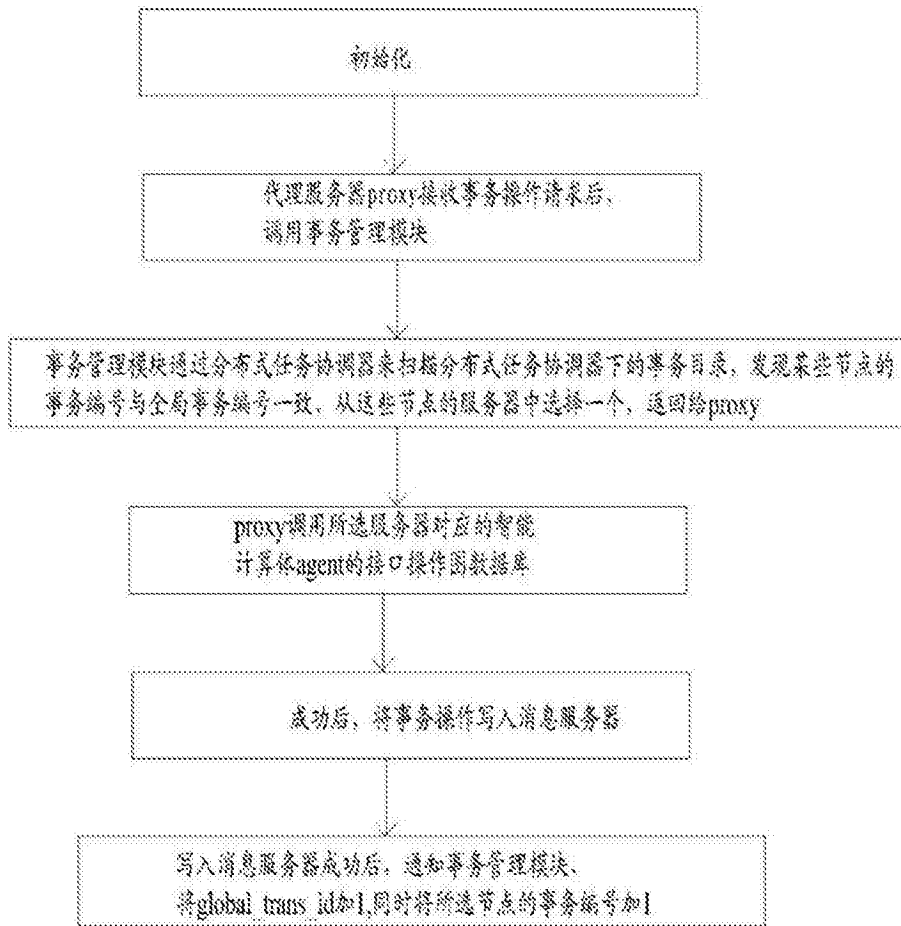 初始化
代理服务器proxy接收事务操作请求后、
调用事务管理模块
事务管理模块通过分布式任务协调器来扫描分布式任务协调器下的事务目录、发现某些节点的
事务编号与全局事务编号一致、从这些节点的服务器中选择一个、返回给proxy
proxy调用所选服务器对应的智能
计算体agent的接口操作图数据库
成功后、将事务操作写入消息服务器
写入消息服务器成功后、通知事务管理模块、
将global_trans_id加1,同时将所选节点的事务编号加1